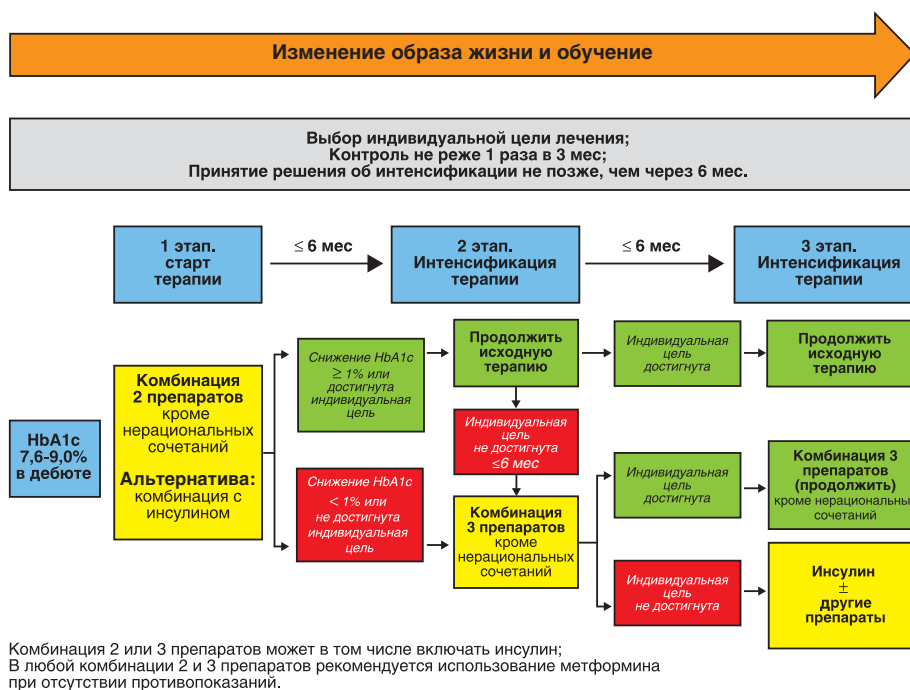 Изменение образа жизни и обучение
Выбор индивидуальной цели лечения;
Контроль не реже 1 раза в 3 мес;
Принятие решения об интенсификации не позже, чем через 6 мес.
1 этап.
старт
терапии
≤ 6 мес
2 этап.
Интенсификация
терапии
≤ 6 мес
3 этап.
Интенсификация
терапии
HbA1c
7,6-9,0%
в дебюте
Комбинация
2 препаратов
кроме
нерациональных
сочетаний
Альтернатива:
комбинация с
инсулином
Снижение HbA1c
≥ 1% или
достигнута
индивидуальная
цель
Продолжить
исходную
терапию
Индивидуальная
цель
достигнута
Продолжить
исходную
терапию
Индивидуальная
цель
не достигнута
≤6 мес
Снижение HbA1c
< 1% или
не достигнута
индивидуальная
цель
Комбинация
3 препаратов
кроме
нерациональных
сочетаний
Индивидуальная
цель
достигнута
Комбинация 3
препаратов
(продолжить)
кроме нерациональных
сочетаний
Индивидуальная
цель
не достигнута
Инсулин
±
другие
препараты
Комбинация 2 или 3 препаратов может в том числе включать инсулин;
В любой комбинации 2 и 3 препаратов рекомендуется использование метформина
при отсутствии противопоказаний.